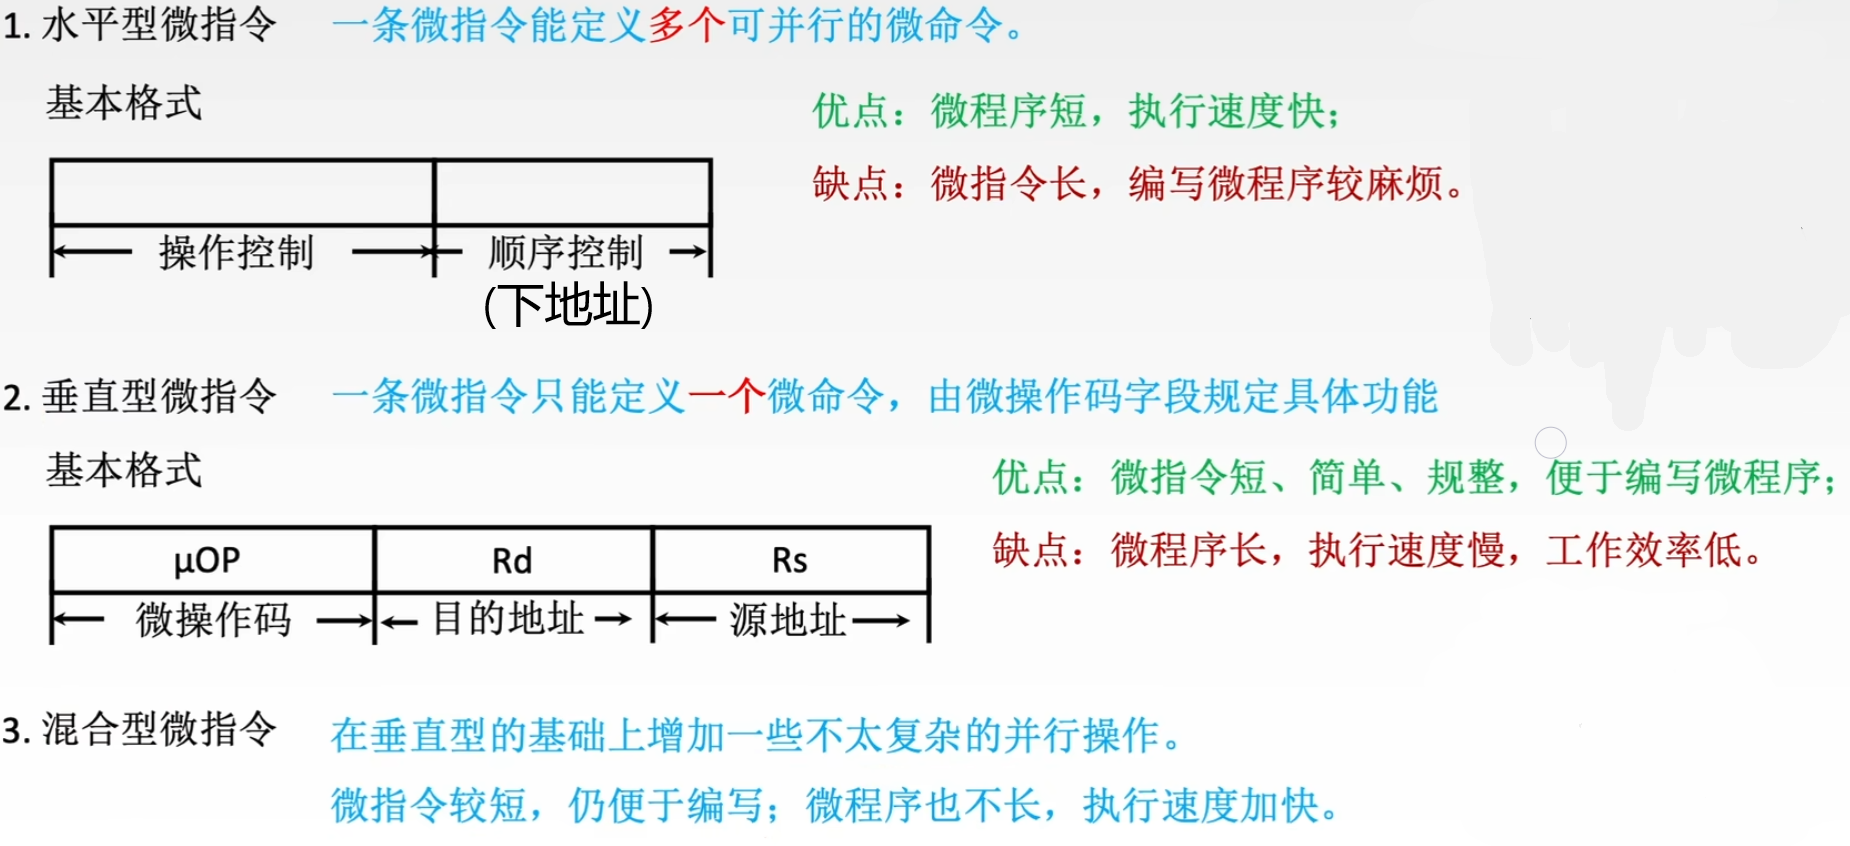 1. 水平型微指令 一条微指令能定义多个可并行的微命令。
基本格式
优点：微程序短，执行速度快；
缺点：微指令长，编写微程序较麻烦。
操作控制 顺序控制
(下地址)
2. 垂直型微指令 一条微指令只能定义一个微命令，由微操作码字段规定具体功能
基本格式
优点：微指令短、简单、规整，便于编写微程序；
缺点：微程序长，执行速度慢，工作效率低。
μOP Rd Rs
微操作码 目的地址 源地址
3. 混合型微指令 在垂直型的基础上增加一些不太复杂的并行操作。
微指令较短，仍便于编写；微程序也不长，执行速度加快。